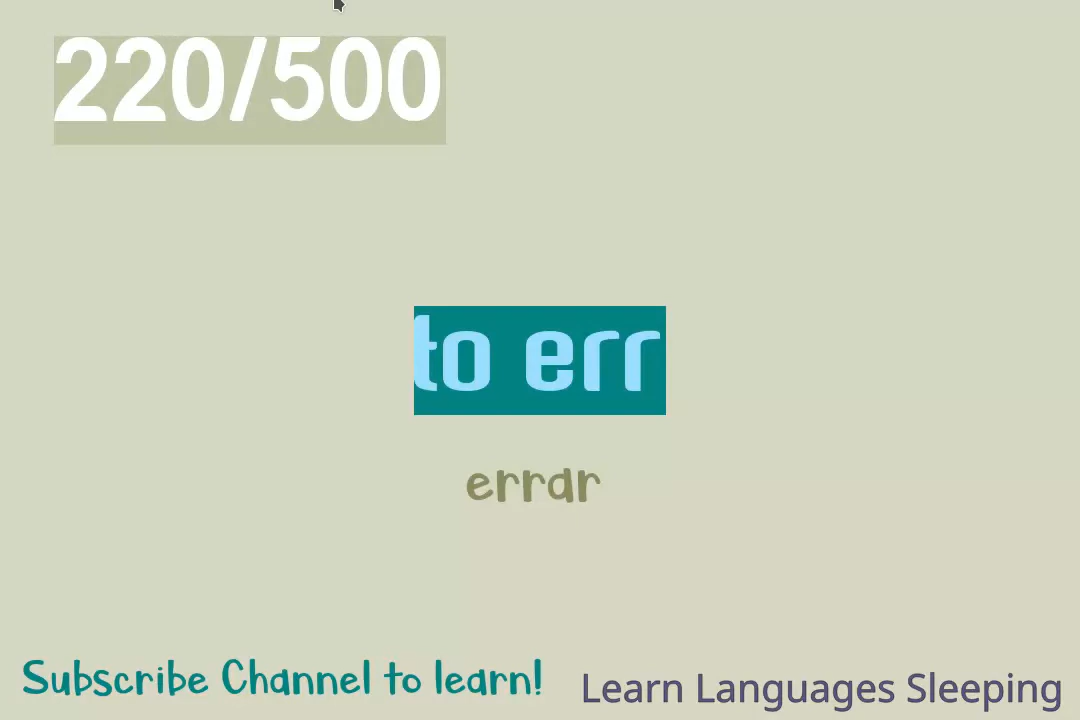 220/500
to err
errar
Subscribe Channel to learn!
Learn Languages Sleeping